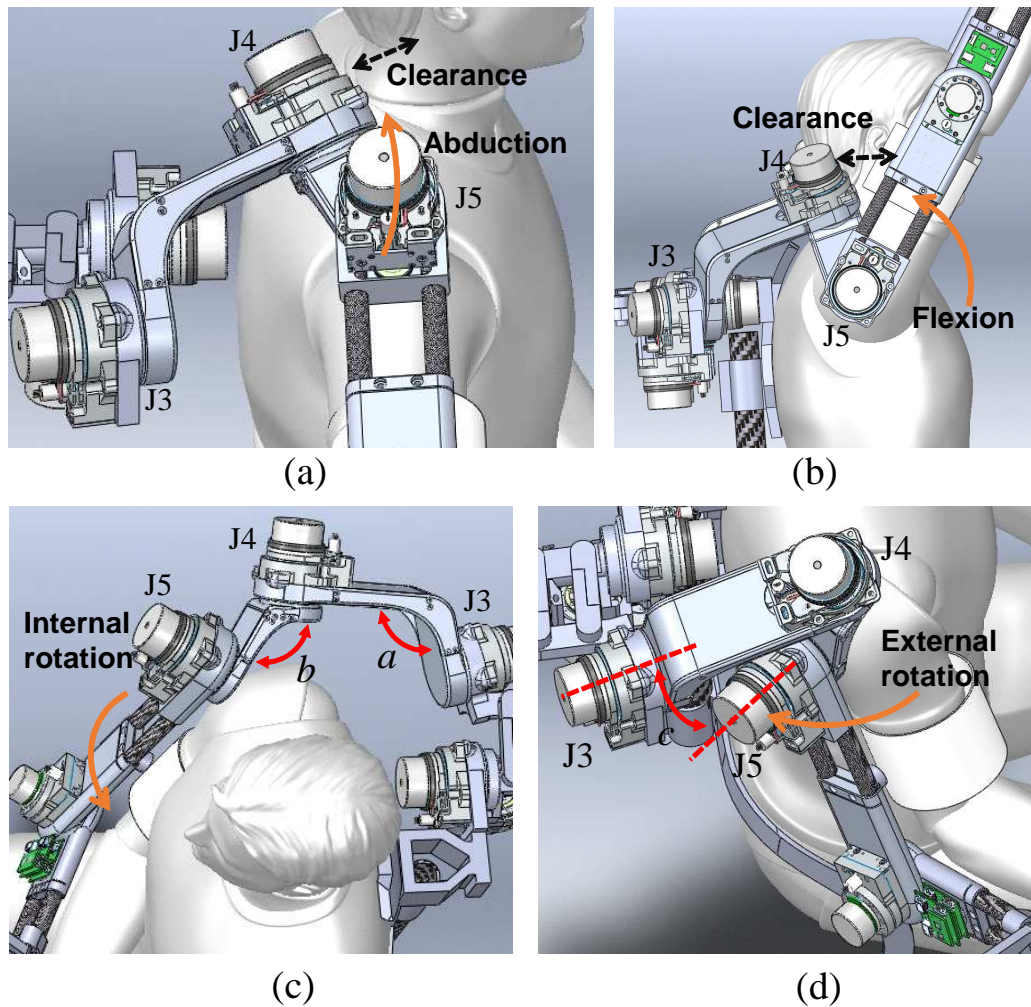 J4
Clearance
Abduction
J5
J3
(a)
Clearance
J4
J3
J5
Flexion
(b)
J4
J5
J3
Internal
rotation
b
a
(c)
J4
External
rotation
c
J3
J5
(d)